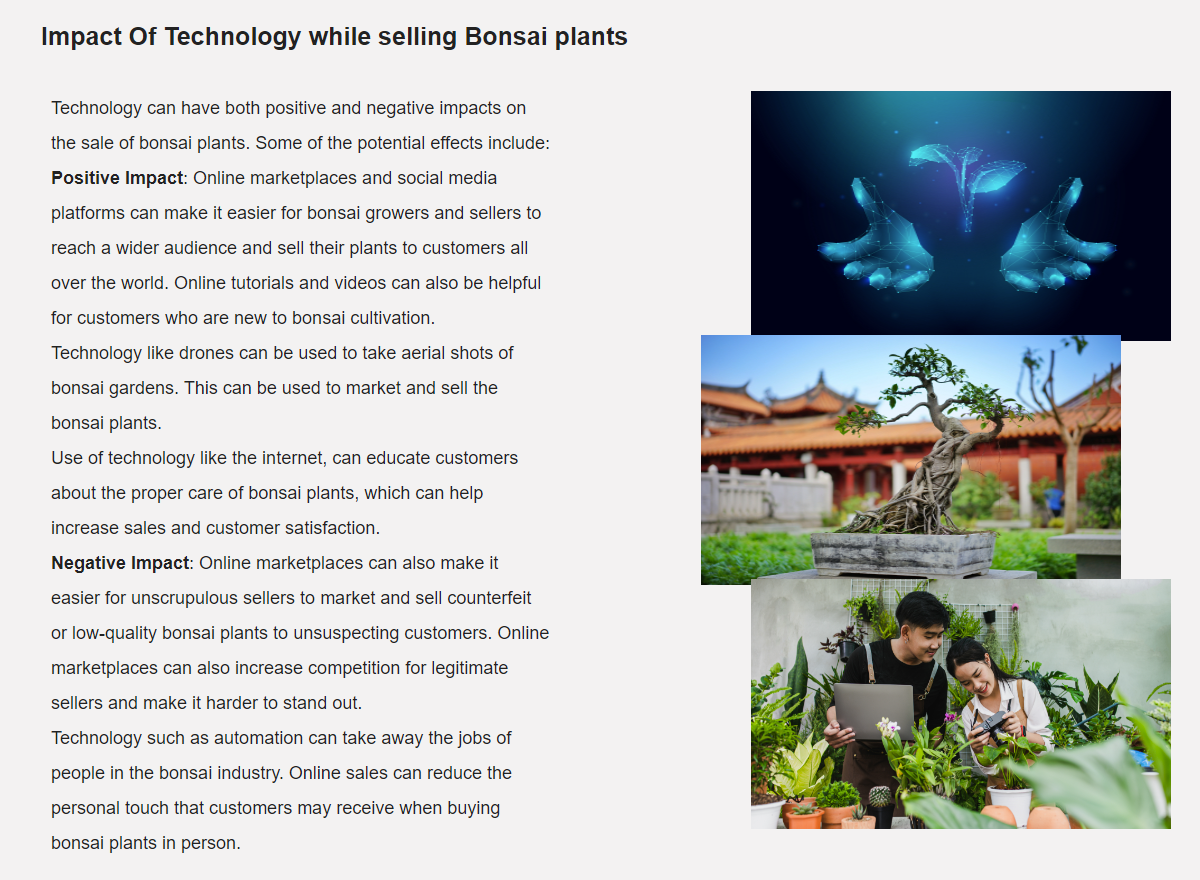 Impact Of Technology while selling Bonsai plants
Technology can have both positive and negative impacts on
the sale of bonsai plants. Some of the potential effects include:
Positive Impact: Online marketplaces and social media
platforms can make it easier for bonsai growers and sellers to
reach a wider audience and sell their plants to customers all
over the world. Online tutorials and videos can also be helpful
for customers who are new to bonsai cultivation.
Technology like drones can be used to take aerial shots of
bonsai gardens. This can be used to market and sell the
bonsai plants.
Use of technology like the internet, can educate customers
about the proper care of bonsai plants, which can help
increase sales and customer satisfaction.
Negative Impact: Online marketplaces can also make it
easier for unscrupulous sellers to market and sell counterfeit
or low-quality bonsai plants to unsuspecting customers. Online
marketplaces can also increase competition for legitimate
sellers and make it harder to stand out.
Technology such as automation can take away the jobs of
people in the bonsai industry. Online sales can reduce the
personal touch that customers may receive when buying
bonsai plants in person.